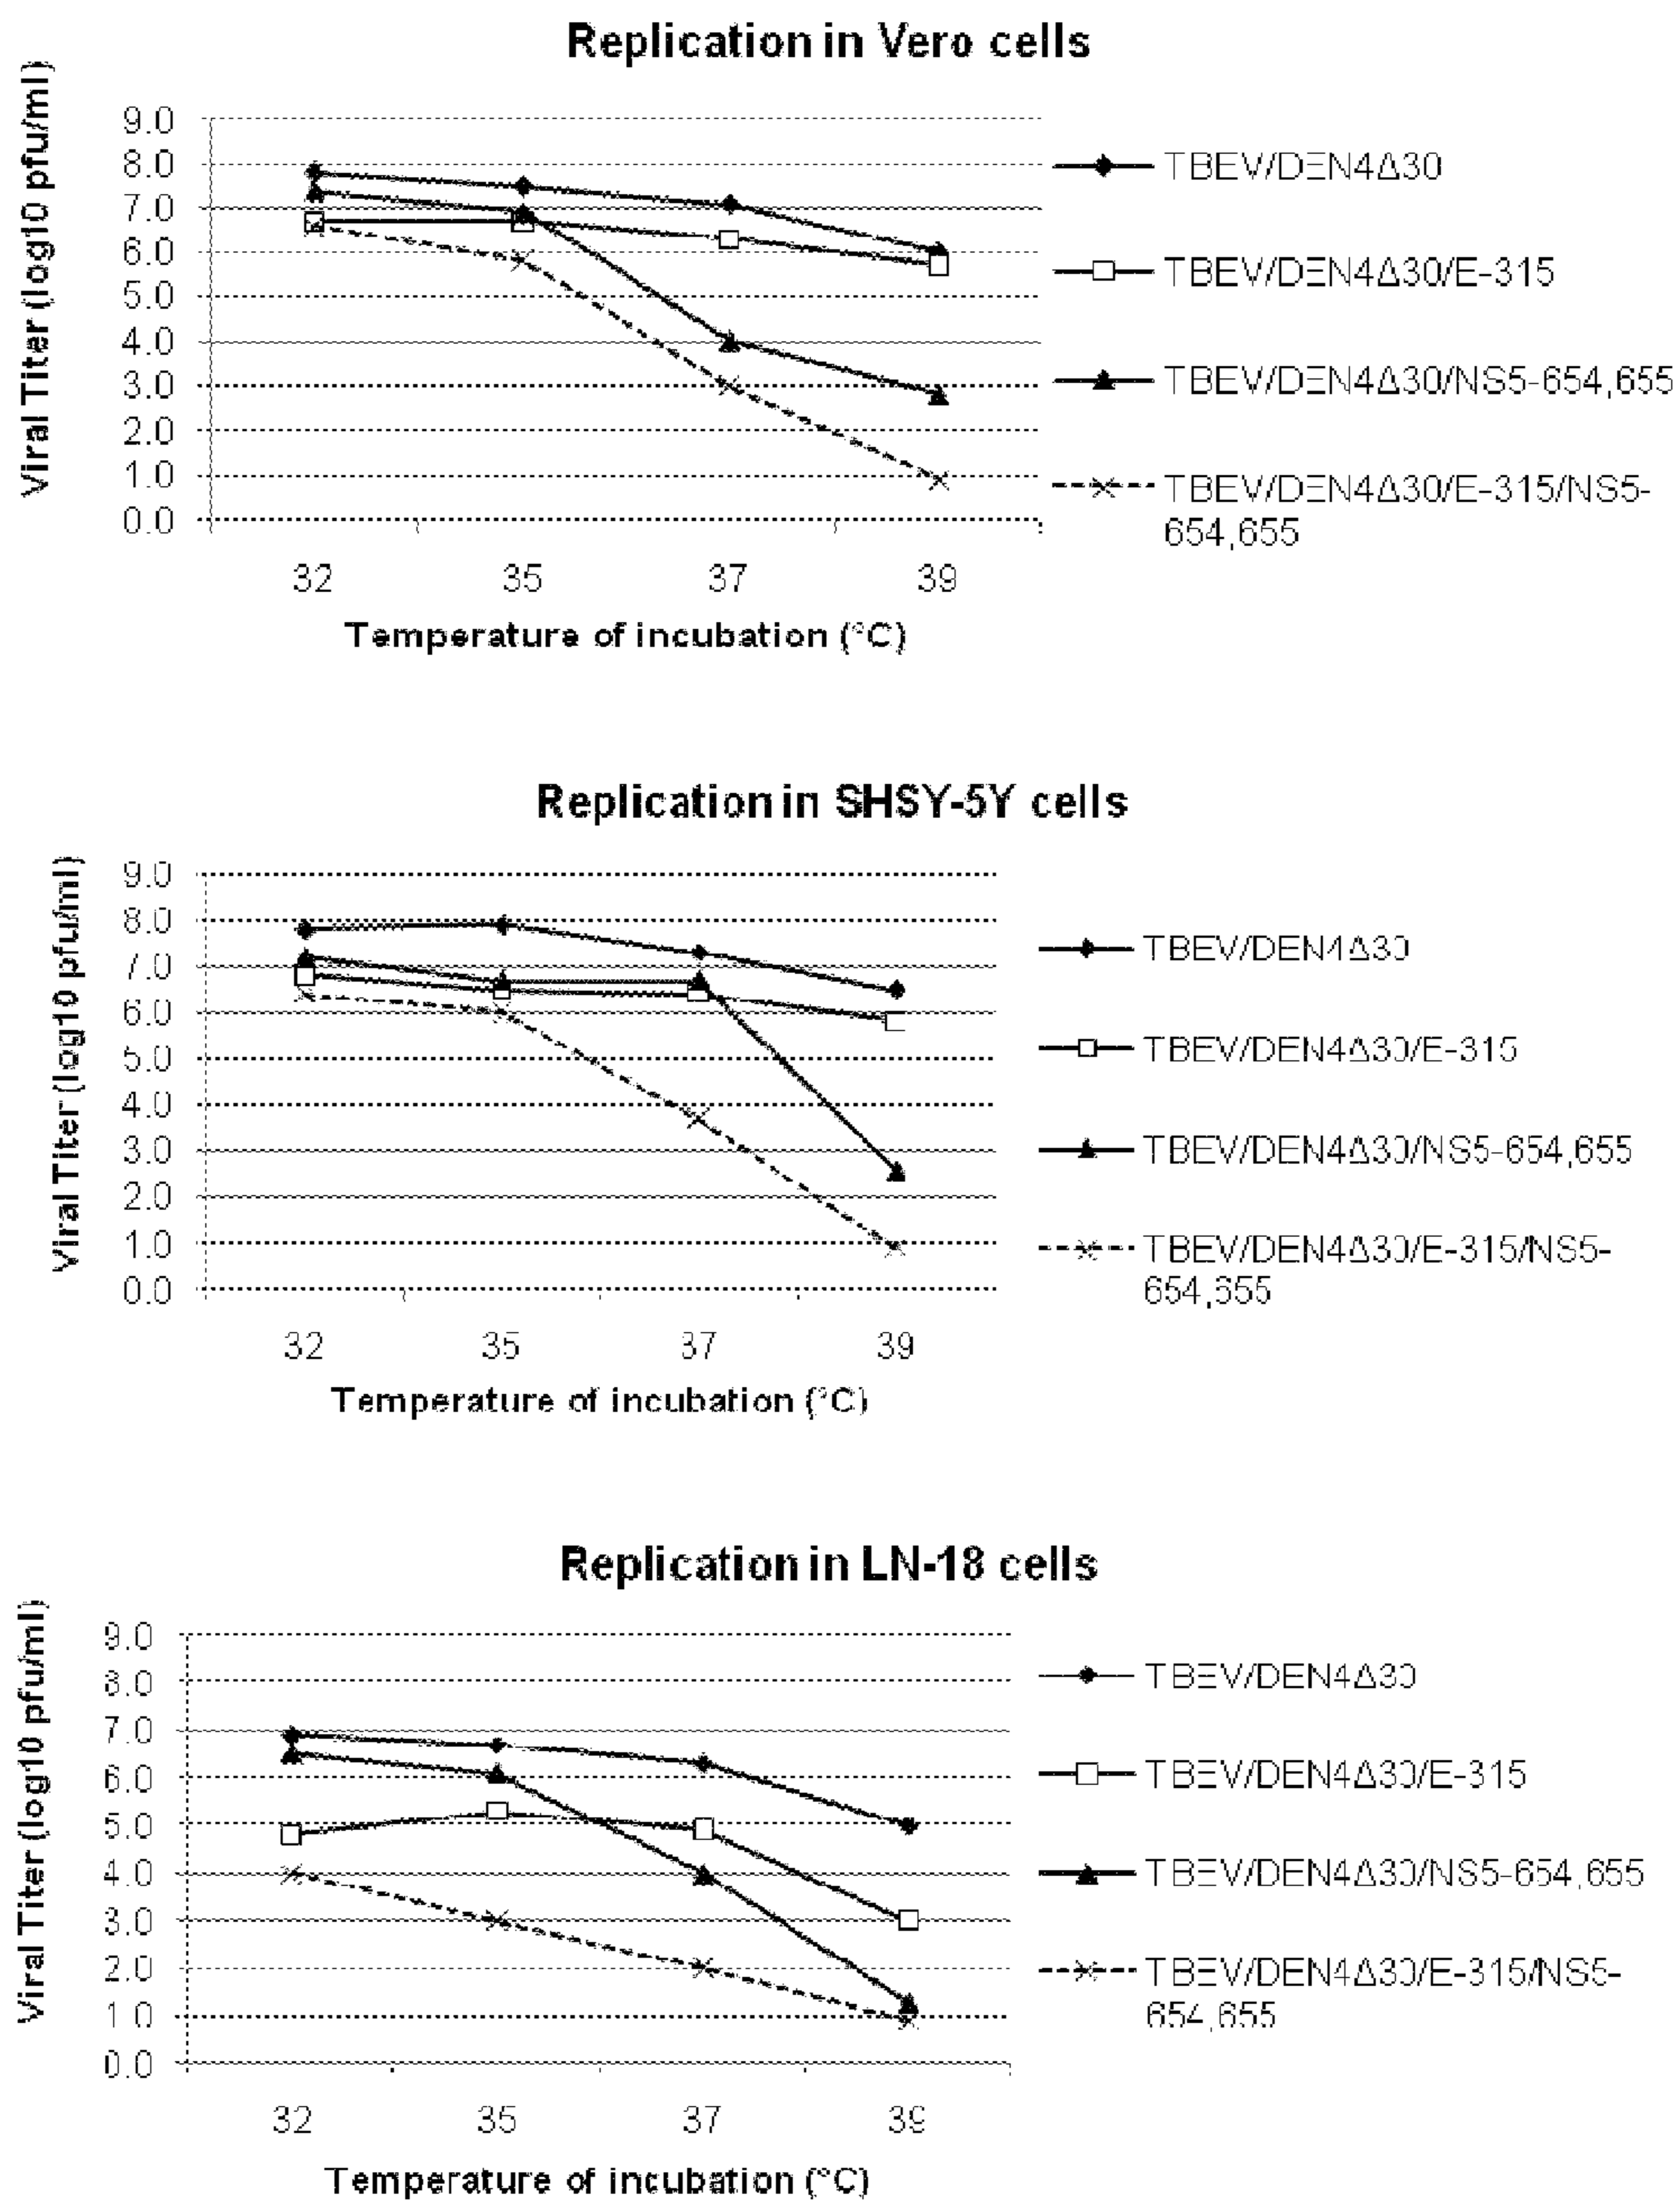 Replication in Vero cells
Viral Titer (log10 pfu/ml)
9.0
8.0
7.0
6.0
5.0
4.0
3.0
2.0
1.0
0.0
32 35 37 39
Temperature of incubation (°C)
TBEV/DEN4Δ30
TBEV/DEN4Δ30/E-315
TBEV/DEN4Δ30/NS5-654,655
TBEV/DEN4Δ30/E-315/NS5-
654,655
Replication in SHSY-5Y cells
Viral Titer (log10 pfu/ml)
9.0
8.0
7.0
6.0
5.0
4.0
3.0
2.0
1.0
0.0
32 35 37 39
Temperature of incubation (°C)
TBEV/DEN4Δ30
TBEV/DEN4Δ30/E-315
TBEV/DEN4Δ30/NS5-654,655
TBEV/DEN4Δ30/E-315/NS5-
654,655
Replication in LN-18 cells
Viral Titer (log10 pfu/ml)
9.0
8.0
7.0
6.0
5.0
4.0
3.0
2.0
1.0
0.0
32 35 37 39
Temperature of incubation (°C)
TBEV/DEN4Δ30
TBEV/DEN4Δ30/E-315
TBEV/DEN4Δ30/NS5-654,655
TBEV/DEN4Δ30/E-315/NS5-
654,655